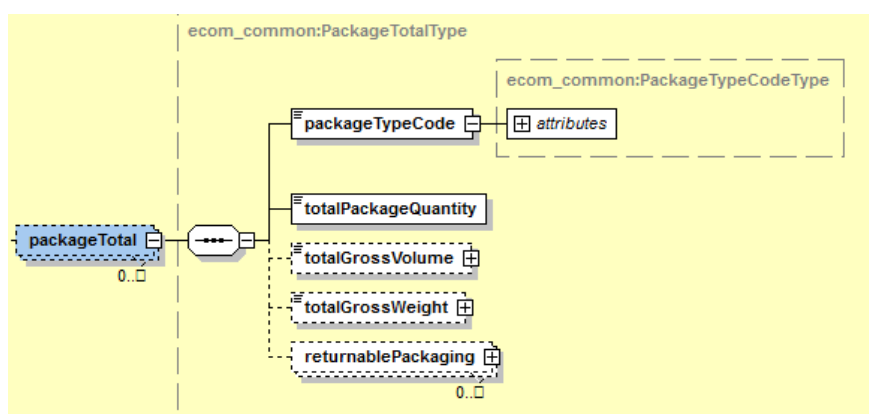 ecom_common:PackageTotalType
ecom_common:PackageTypeCodeType
packageTypeCode
attributes
totalPackageQuantity
packageTotal
0..□
totalGrossVolume
totalGrossWeight
returnablePackaging
0..□